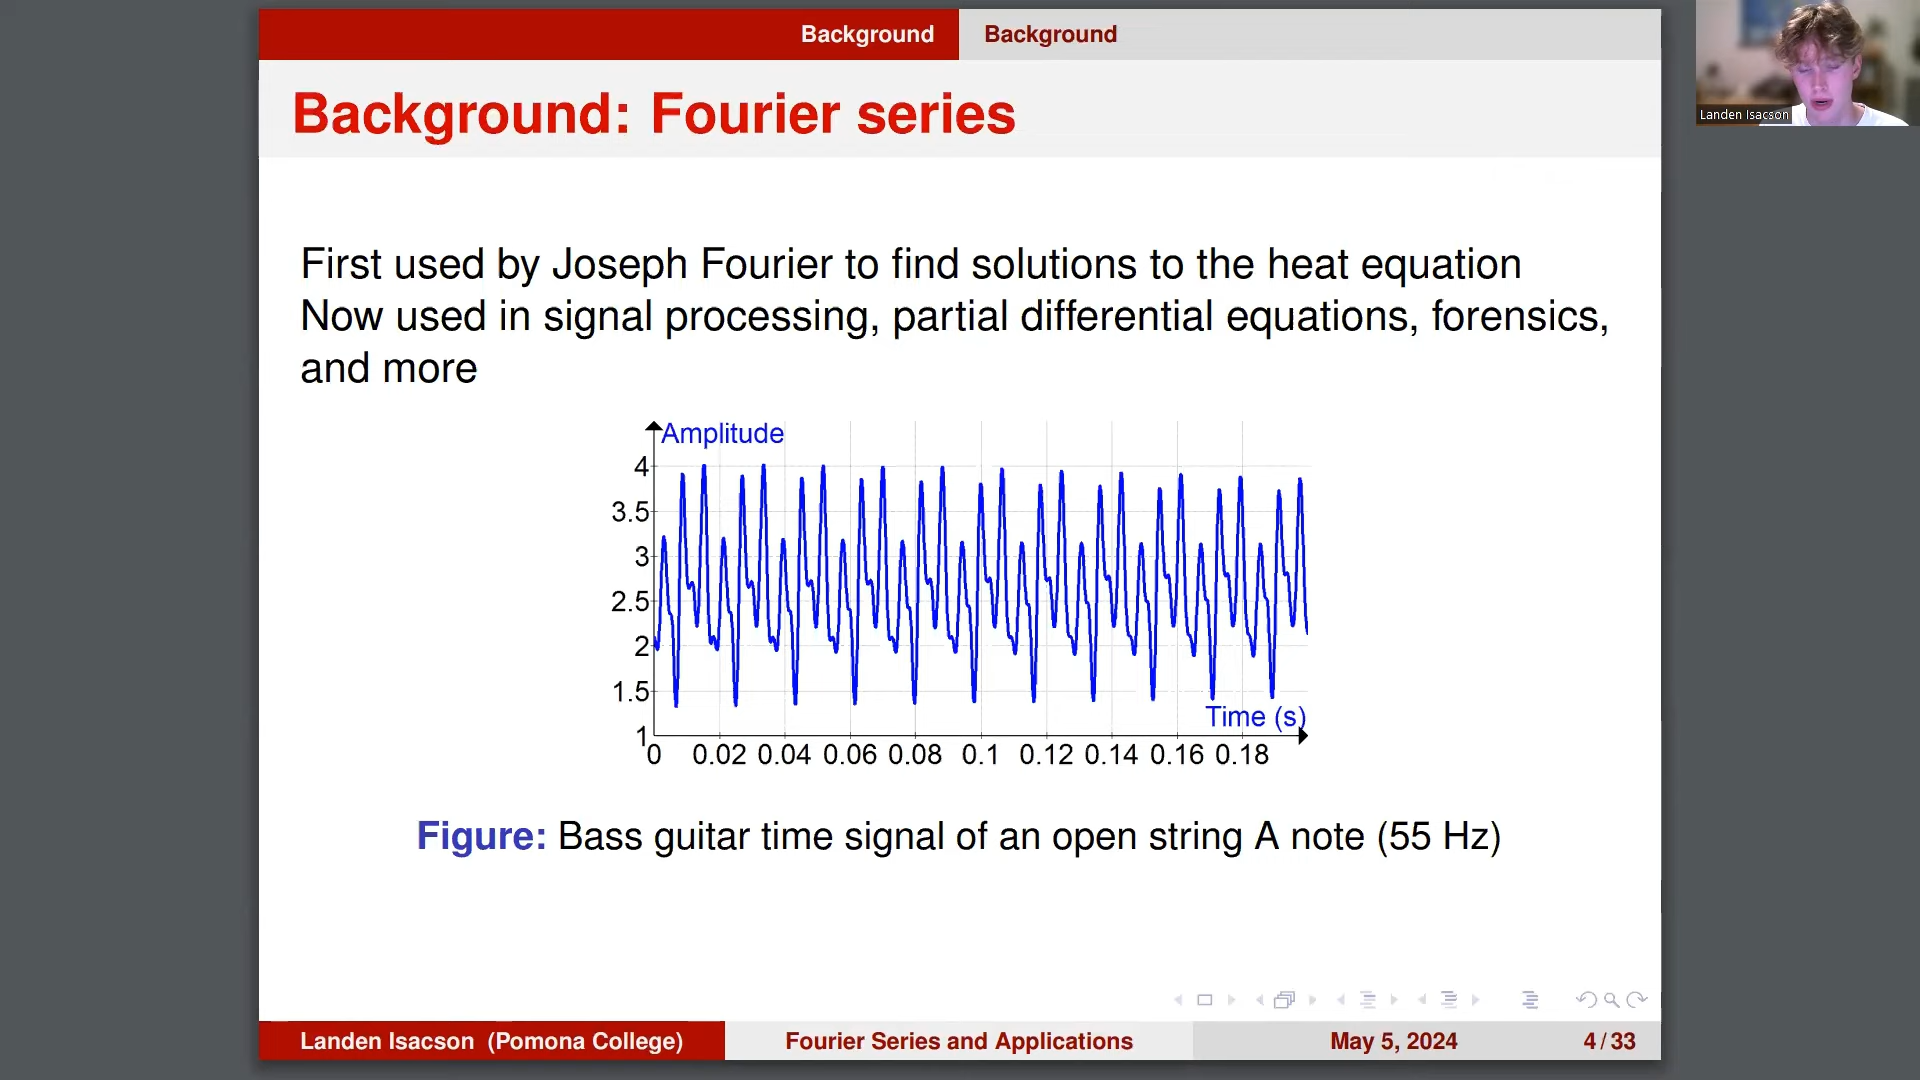 Background
Background
Landen Isacson
Background: Fourier series
First used by Joseph Fourier to find solutions to the heat equation
Now used in signal processing, partial differential equations, forensics,
and more
Amplitude
4
3.5
3
2.5
2
1.5
1
Time (s)
0 0.02 0.04 0.06 0.08 0.1 0.12 0.14 0.16 0.18
Figure: Bass guitar time signal of an open string A note (55 Hz)
Landen Isacson (Pomona College) Fourier Series and Applications May 5, 2024 4 / 33